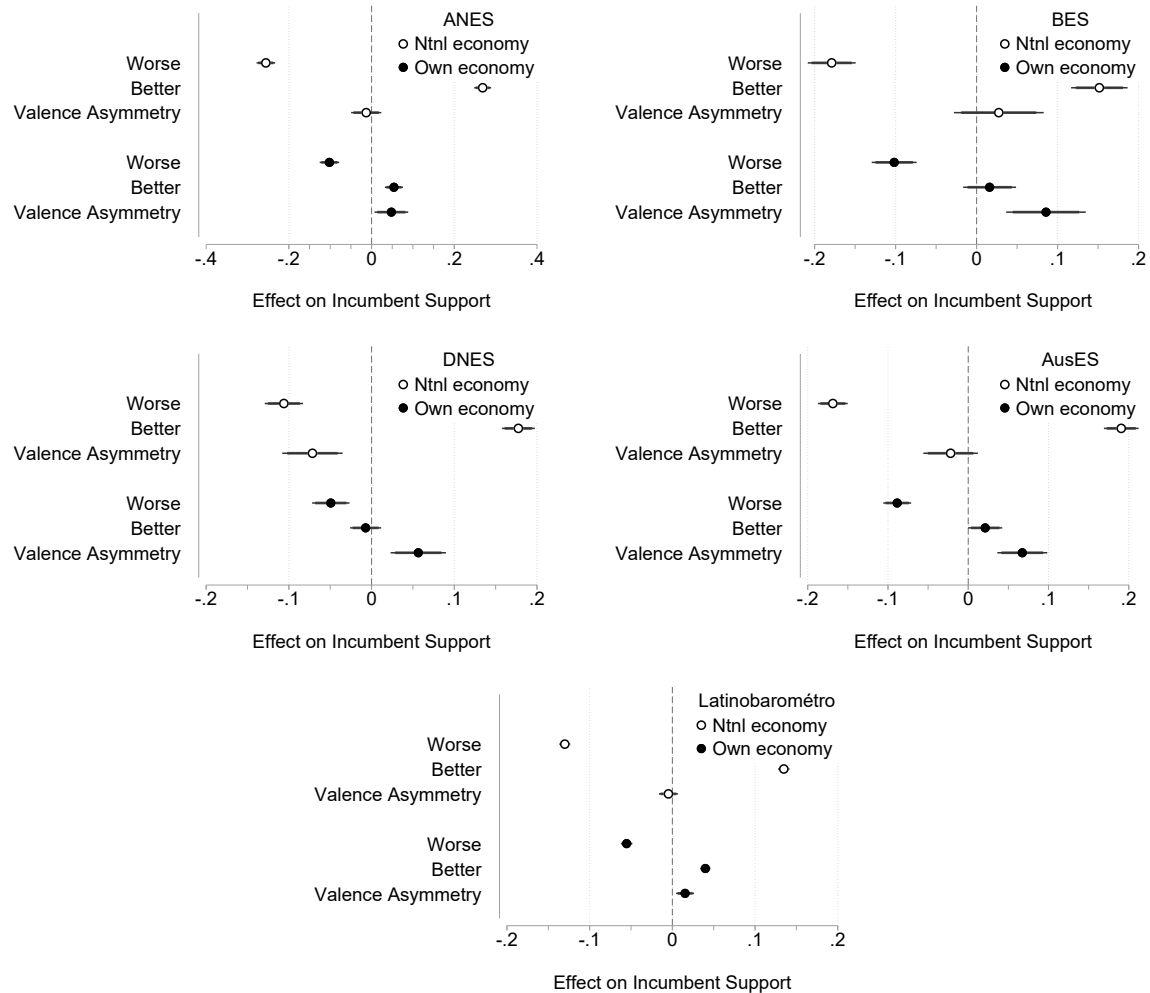 ANES
Ntnl economy
Own economy
Worse
Better
Valence Asymmetry
Worse
Better
Valence Asymmetry
-.4 -.2 0 .2 .4
Effect on Incumbent Support
BES
Ntnl economy
Own economy
Worse
Better
Valence Asymmetry
Worse
Better
Valence Asymmetry
-.2 -.1 0 .1 .2
Effect on Incumbent Support
DNES
Ntnl economy
Own economy
Worse
Better
Valence Asymmetry
Worse
Better
Valence Asymmetry
-.2 -.1 0 .1 .2
Effect on Incumbent Support
AusES
Ntnl economy
Own economy
Worse
Better
Valence Asymmetry
Worse
Better
Valence Asymmetry
-.2 -.1 0 .1 .2
Effect on Incumbent Support
Latinobarométro
Ntnl economy
Own economy
Worse
Better
Valence Asymmetry
Worse
Better
Valence Asymmetry
-.2 -.1 0 .1 .2
Effect on Incumbent Support